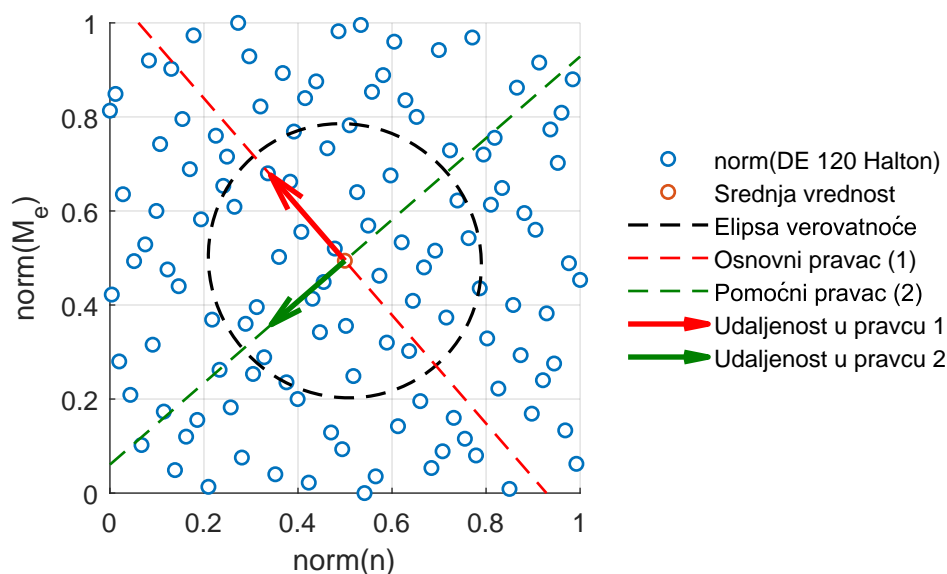 1
0.8
0.6
0.4
0.2
0
0
0.2
0.4
0.6
0.8
1
norm(n)
norm(M_e)
norm(DE 120 Halton)
Srednja vrednost
Elipsa verovatnoće
Osnovni pravac (1)
Pomoćni pravac (2)
Udaljenost u pravcu 1
Udaljenost u pravcu 2